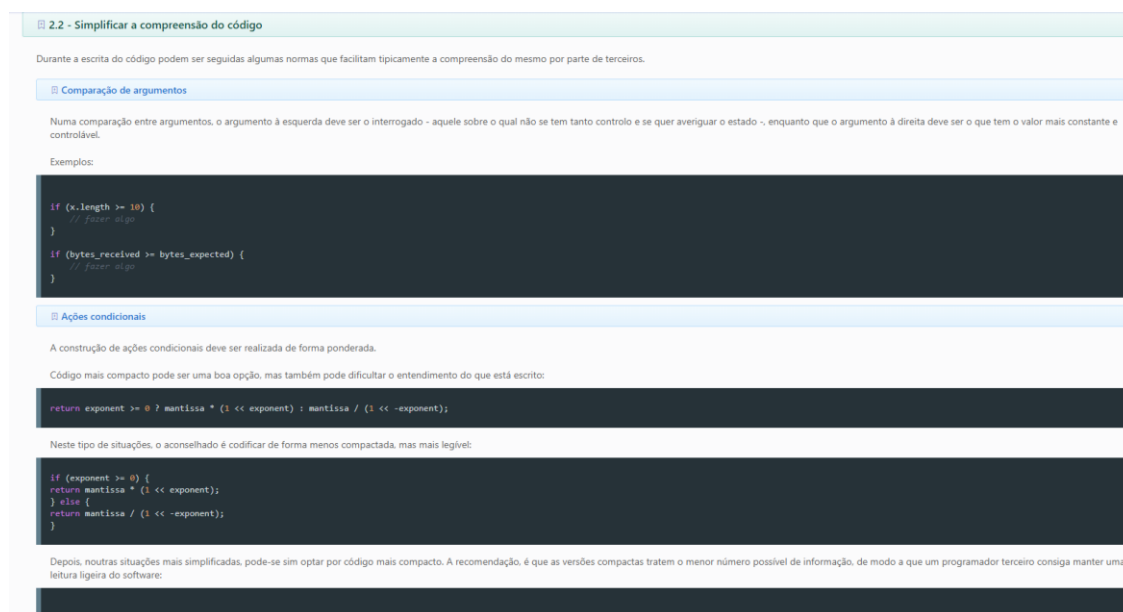 2.2 - Simplificar a compreensão do código
Durante a escrita do código podem ser seguidas algumas normas que facilitam tipicamente a compreensão do mesmo por parte de terceiros.
Comparação de argumentos
Numa comparação entre argumentos, o argumento à esquerda deve ser o interrogado - aquele sobre o qual não se tem tanto controlo e se quer averiguar o estado -, enquanto que o argumento à direita deve ser o que tem o valor mais constante e
controlável.
Exemplos:
if (x.length >= 10) {
// fazer algo
}
if (bytes_received >= bytes_expected) {
// fazer algo
}
Ações condicionais
A construção de ações condicionais deve ser realizada de forma ponderada.
Código mais compacto pode ser uma boa opção, mas também pode dificultar o entendimento do que está escrito:
return exponent >= 0 ? mantissa * (1 << exponent) : mantissa / (1 << -exponent);
Neste tipo de situações, o aconselhado é codificar de forma menos compactada, mas mais legível:
if (exponent >= 0) {
return mantissa * (1 << exponent);
} else {
return mantissa / (1 << -exponent);
}
Depois, noutras situações mais simplificadas, pode-se sim optar por código mais compacto. A recomendação, é que as versões compactas tratem o menor número possível de informação, de modo a que um programador terceiro consiga manter uma
leitura ligeira do software: